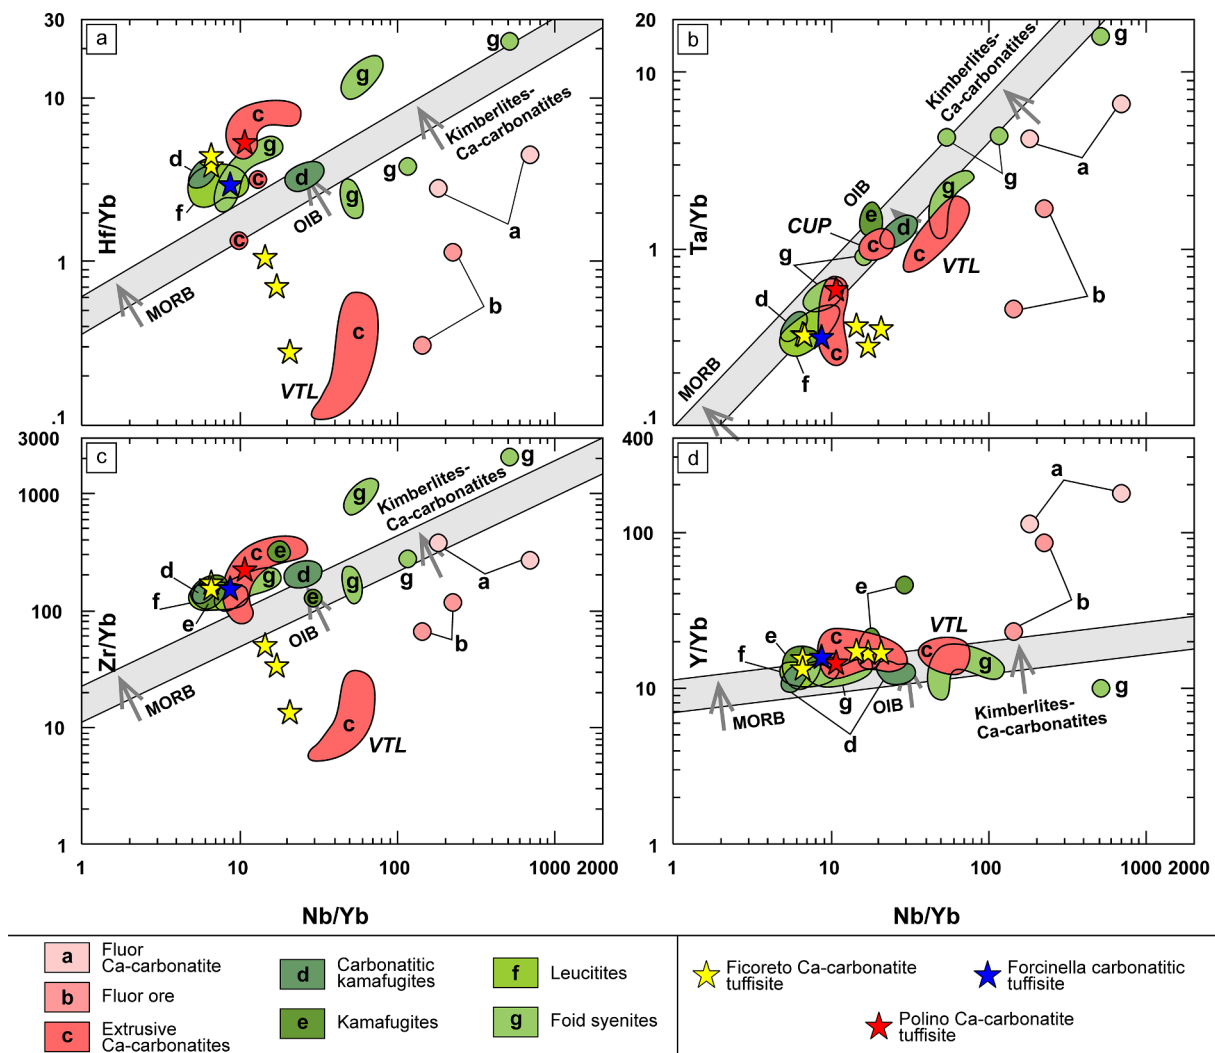 a
30
10
1
.1
Hf/Yb
g
g
c
g
d
f
c
c
d
g
g
a
b
c
VTL
MORB
OIB
Kimberlites-
Ca-carbonatites
b
20
10
1
.1
Ta/Yb
Kimberlites-
Ca-carbonatites
g
a
g
OIB
e
CUP
c
d
g
g
c
VTL
d
f
c
b
MORB
c
3000
1000
100
10
1
Zr/Yb
g
g
Kimberlites-
Ca-carbonatites
c
e
d
f
e
g
d
e
g
g
a
b
OIB
MORB
c
VTL
1
10
100
1000
2000
Nb/Yb
d
400
100
10
1
Y/Yb
a
b
e
e
f
c
VTL
c
g
g
g
d
MORB
OIB
Kimberlites-
Ca-carbonatites
1
10
100
1000
2000
Nb/Yb
a
Fluor
Ca-carbonatite
b
Fluor ore
c
Extrusive
Ca-carbonatites
d
Carbonatitic
kamafugites
e
Kamafugites
f
Leucitites
g
Foid syenites
Ficoreto Ca-carbonatite
tuffisite
Forcinella carbonatitic
tuffisite
Polino Ca-carbonatite
tuffisite